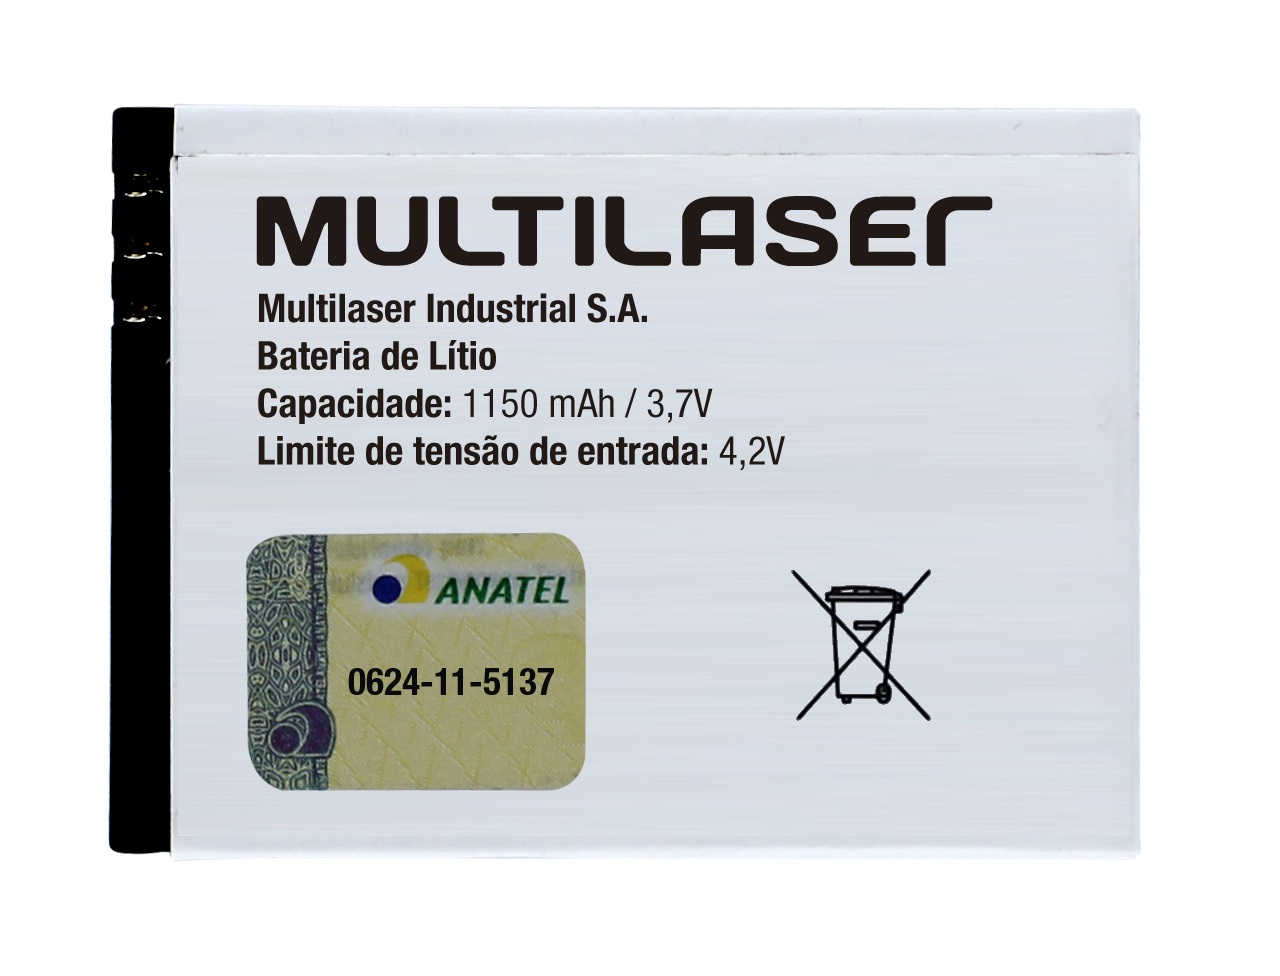 MULTILASER
Multilaser Industrial S.A.
Bateria de Lítio
Capacidade: 1150 mAh / 3,7V
Limite de tensão de entrada: 4,2V
ANATEL
0624-11-5137